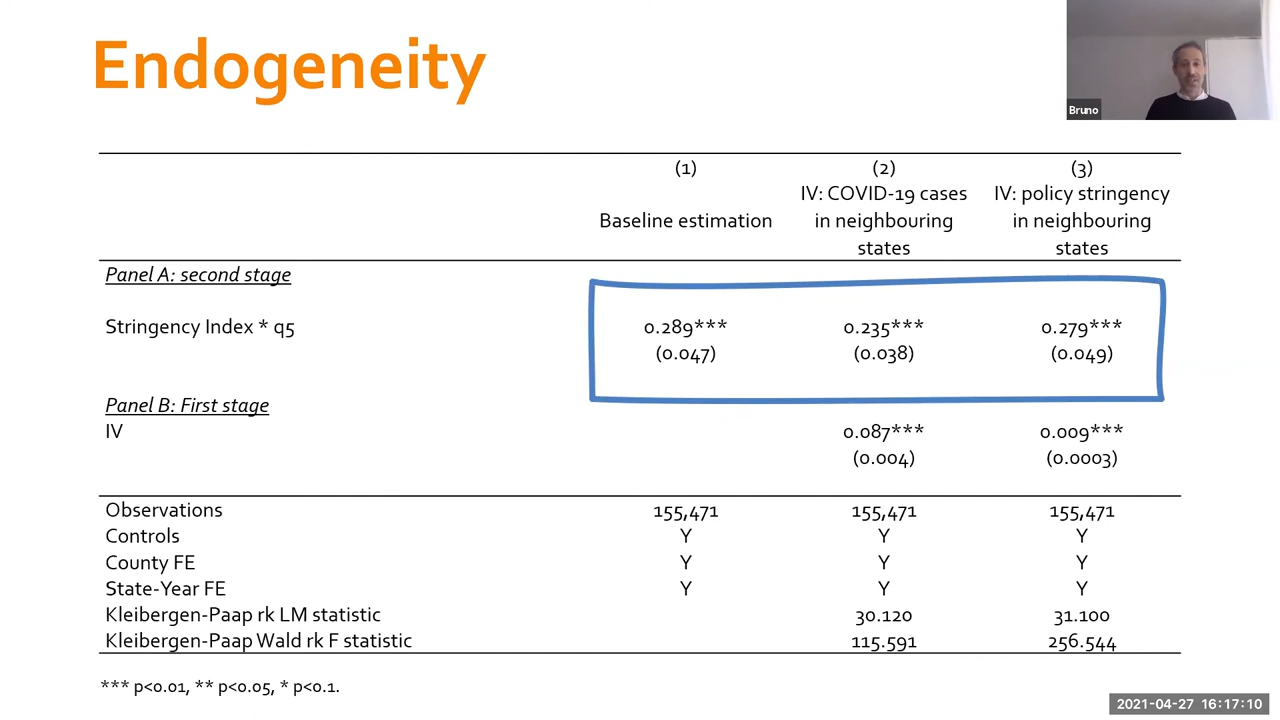 Endogeneity
Bruno
(1) (2) (3)
IV: COVID-19 cases IV: policy stringency
Baseline estimation in neighbouring in neighbouring
states states
Panel A: second stage
Stringency Index * q5 0.289*** 0.235*** 0.279***
(0.047) (0.038) (0.049)
Panel B: First stage
IV 0.087*** 0.009***
(0.004) (0.0003)
Observations 155,471 155,471 155,471
Controls Y Y Y
County FE Y Y Y
State-Year FE Y Y Y
Kleibergen-Paap rk LM statistic 30.120 31.100
Kleibergen-Paap Wald rk F statistic 115.591 256.544
*** p<0.01, ** p<0.05, * p<0.1.
2021-04-27 16:17:10